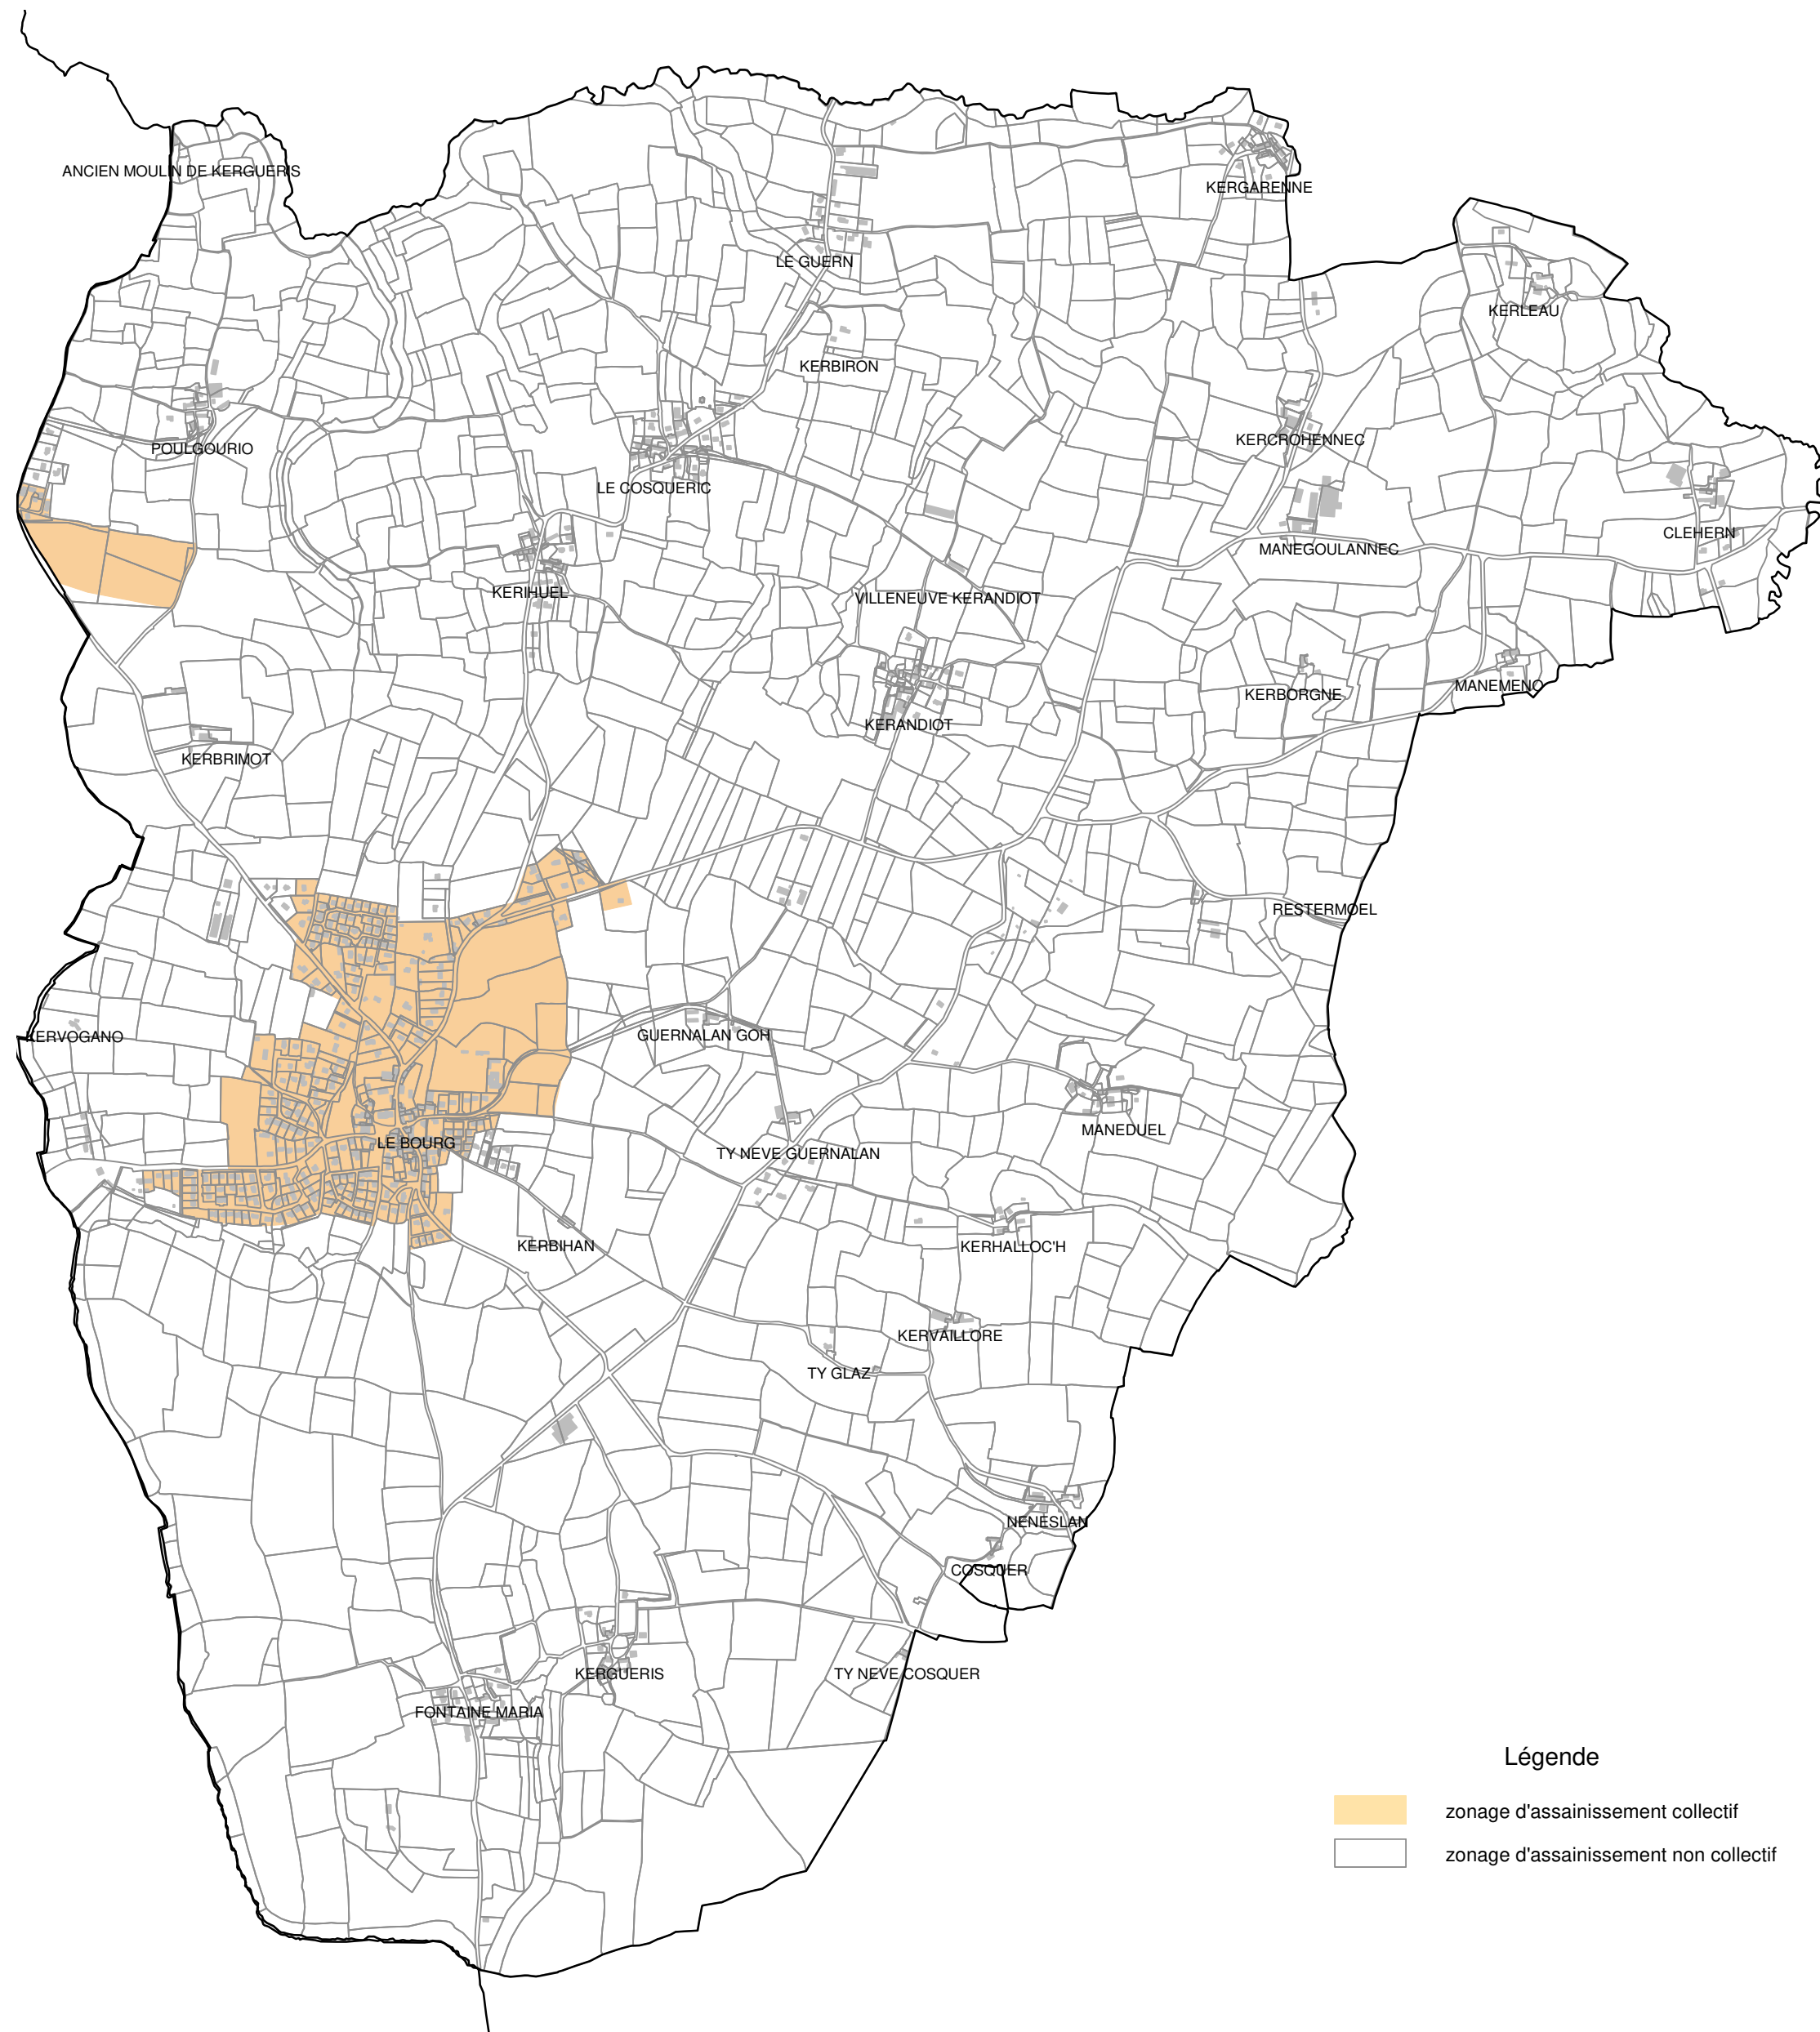 ANCIEN MOULIN DE KERGUERIS
KERGARENNE
LE GUERN
KERLEAU
KERBIRON
KERCROHENNEC
POULGOURIO
LE COSQUERIC
CLEHERN
MANEGOULANNEC
KERIHUEL
VILLENEUVE KERANDIOT
MANEMENO
KERBORGNE
KERANDIOT
KERBRIMOT
RESTERMOEL
GUERNALAN GOH
KERVOGANO
MANEDUEL
LE BOURG
TY NEVE GUERNALAN
KERBIHAN
KERHALLOC'H
KERVAILLORE
TY GLAZ
NENESLAN
COSQUER
KERGUERIS
TY NEVE COSQUER
FONTAINE MARIA
Légende
zonage d'assainissement collectif
zonage d'assainissement non collectif